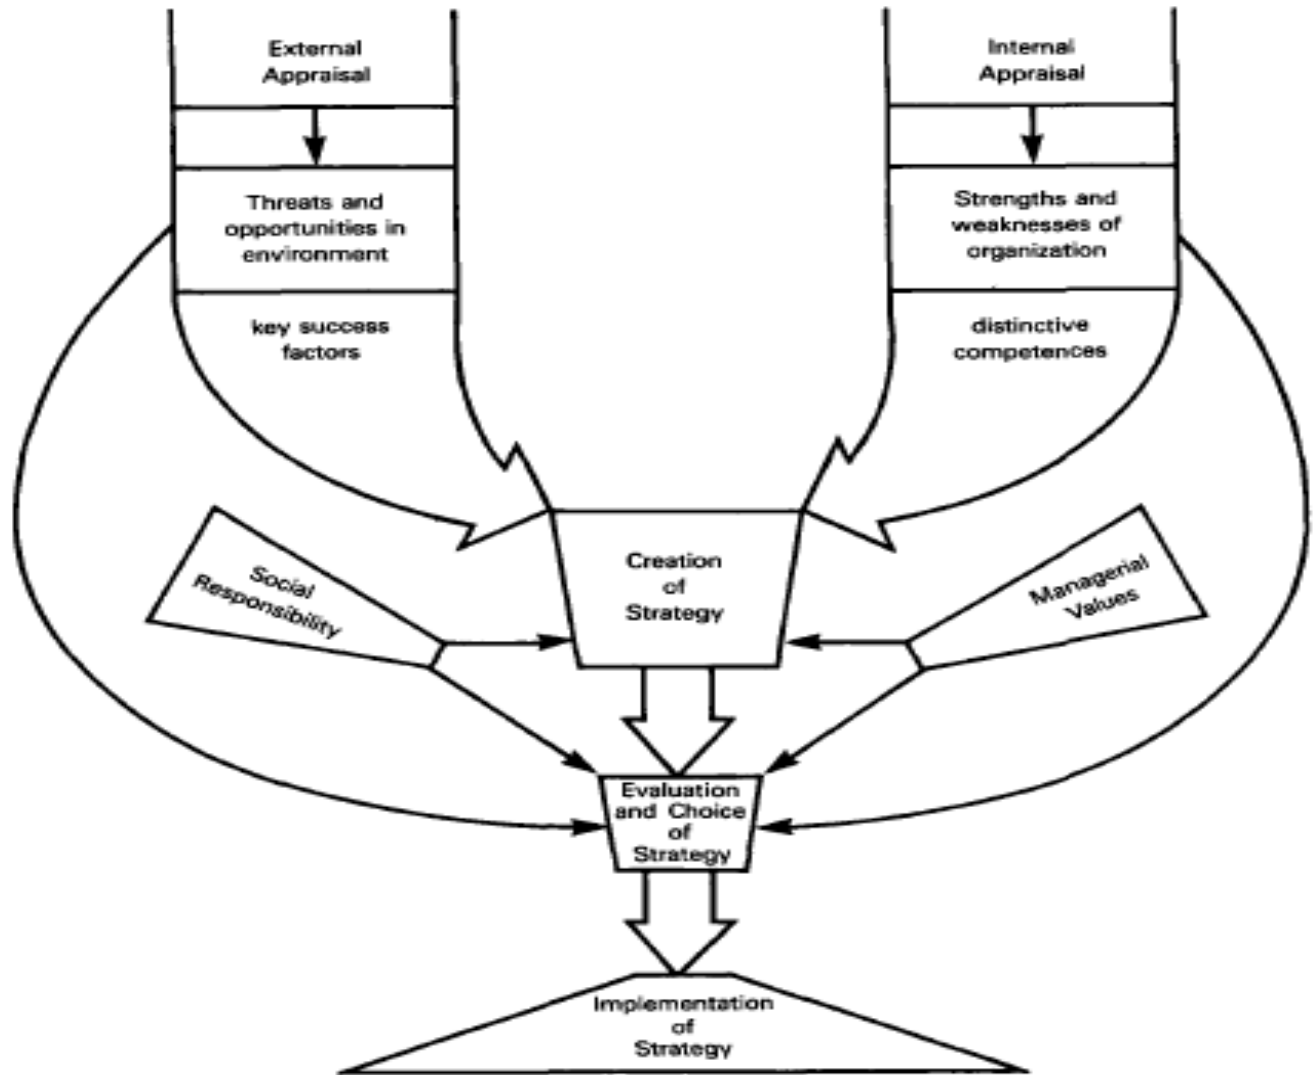 External
Appraisal
Internal
Appraisal
Threats and
opportunities in
environment
Strengths and
weaknesses of
organization
key success
factors
distinctive
competences
Creation
of
Strategy
Social
Responsibility
Managerial
Values
Evaluation
and Choice
of
Strategy
Implementation
of
Strategy